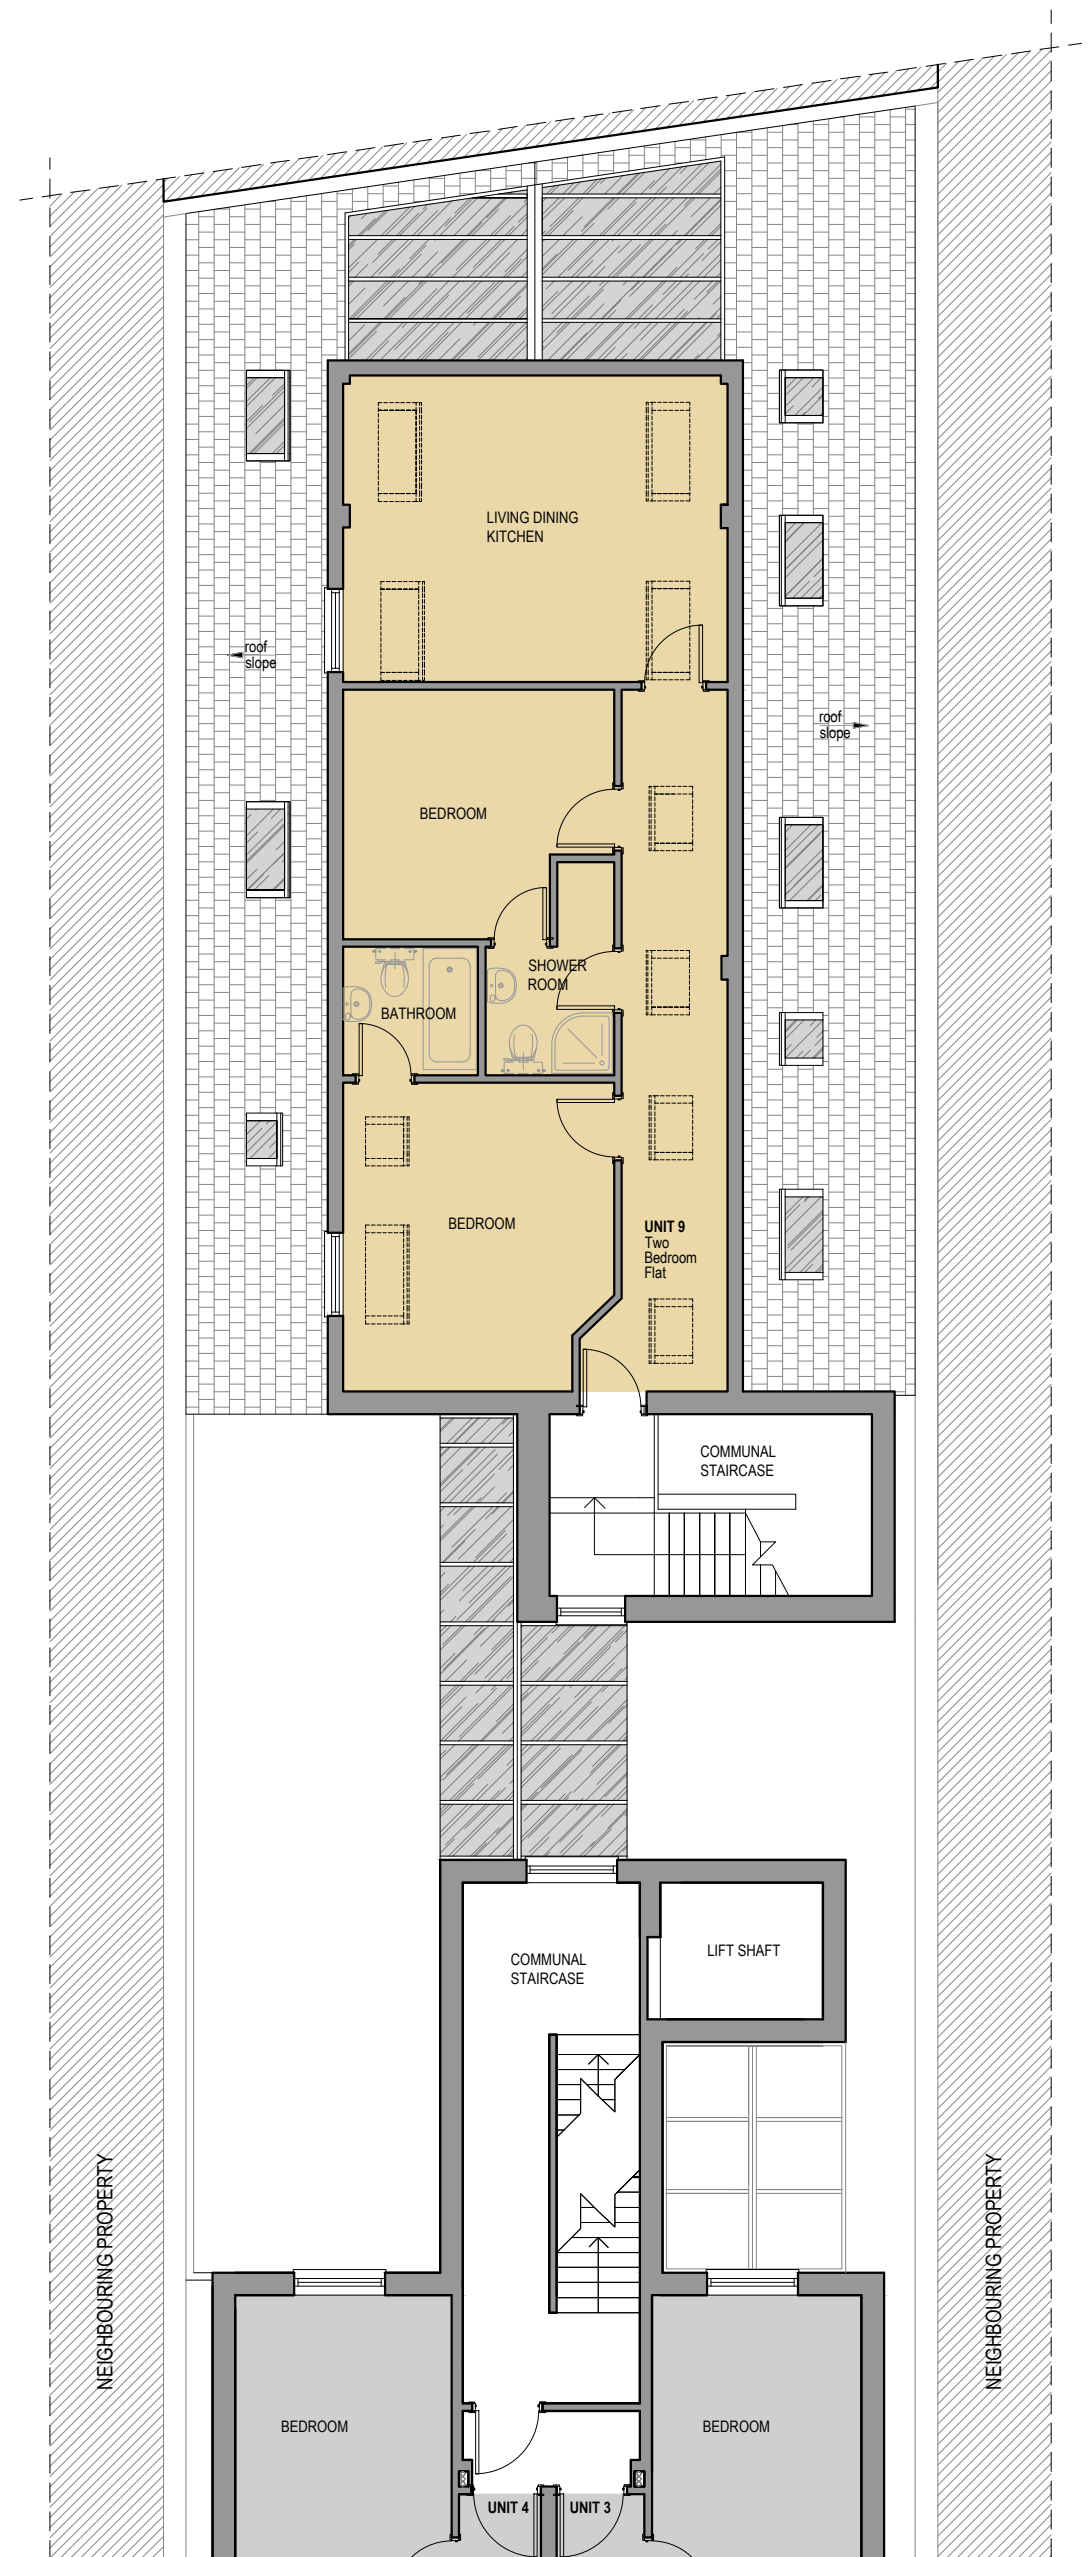 LIVING DINING
KITCHEN
roof
slope
roof
slope
BEDROOM
SHOWER
ROOM
BATHROOM
BEDROOM
UNIT 9
Two
Bedroom
Flat
COMMUNAL
STAIRCASE
COMMUNAL
STAIRCASE
LIFT SHAFT
NEIGHBOURING PROPERTY
NEIGHBOURING PROPERTY
BEDROOM
BEDROOM
UNIT 4
UNIT 3